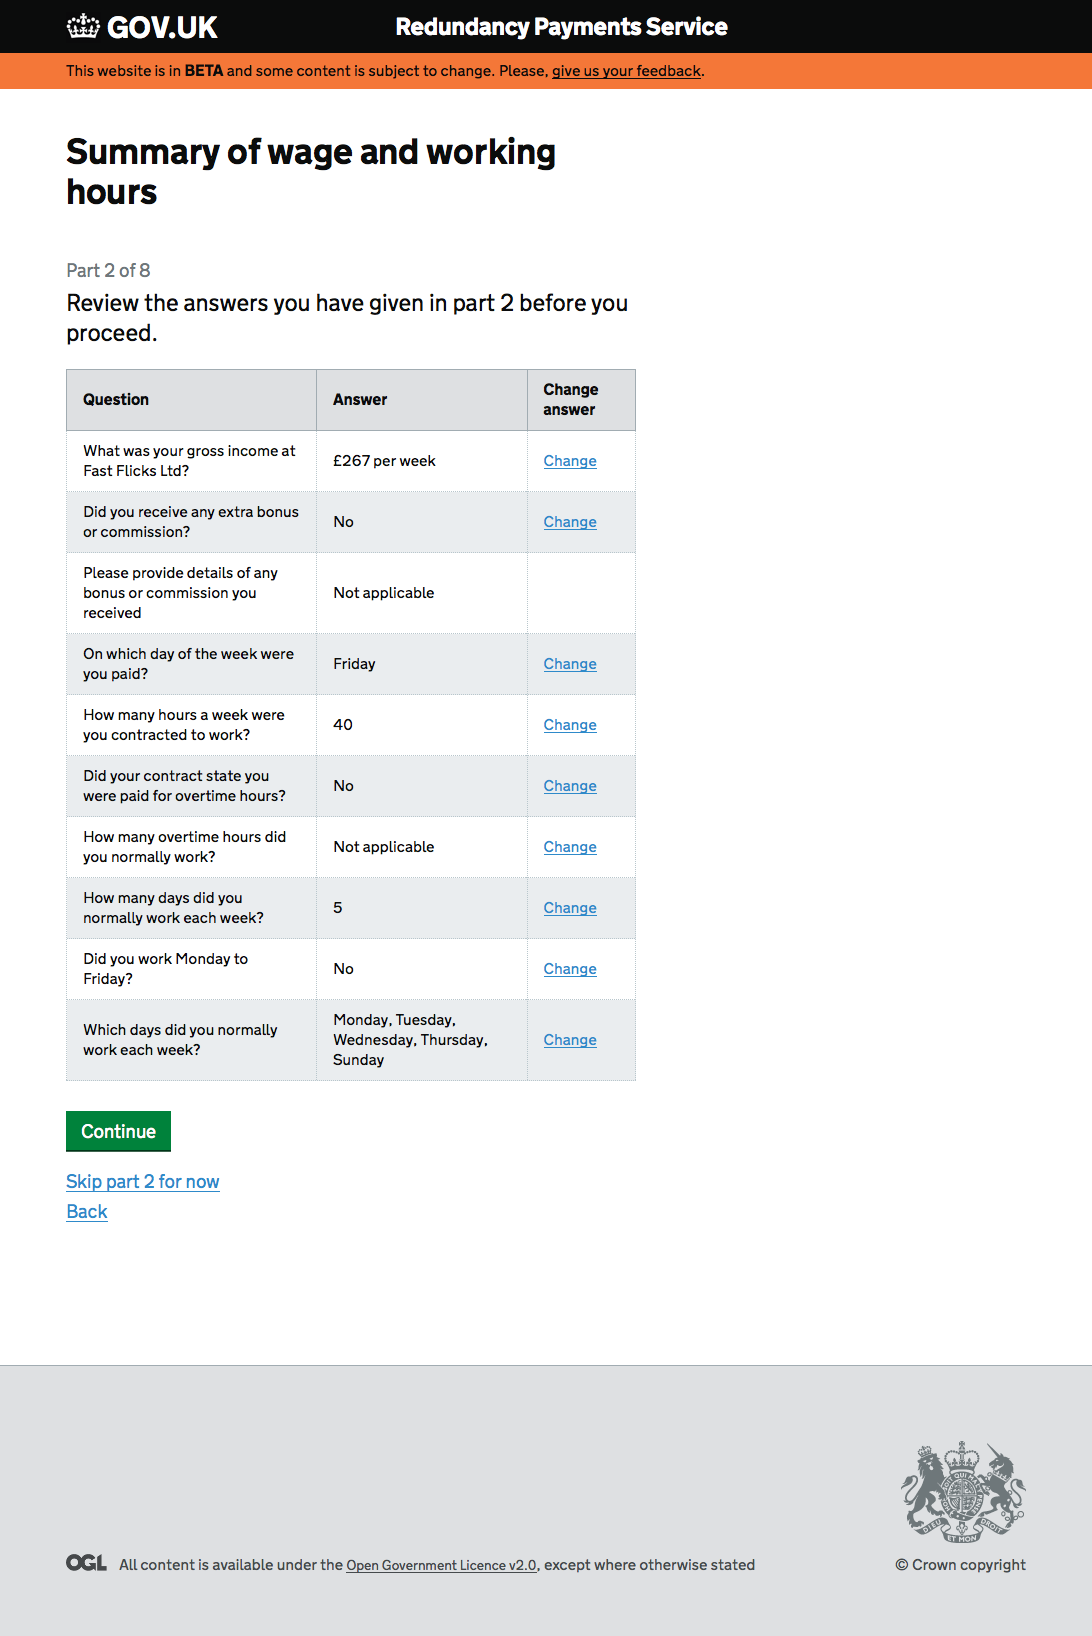 GOV.UK
Redundancy Payments Service
This website is in BETA and some content is subject to change. Please, give us your feedback.
Summary of wage and working
hours
Part 2 of 8
Review the answers you have given in part 2 before you
proceed.
Question
Answer
Change
answer
What was your gross income at
Fast Flicks Ltd?
£267 per week
Change
Did you receive any extra bonus
or commission?
No
Change
Please provide details of any
bonus or commission you
received
Not applicable
On which day of the week were
you paid?
Friday
Change
How many hours a week were
you contracted to work?
40
Change
Did your contract state you
were paid for overtime hours?
No
Change
How many overtime hours did
you normally work?
Not applicable
Change
How many days did you
normally work each week?
5
Change
Did you work Monday to
Friday?
No
Change
Which days did you normally
work each week?
Monday, Tuesday,
Wednesday, Thursday,
Sunday
Change
Continue
Skip part 2 for now
Back
DIEU ET MON DROIT
OGL
All content is available under the Open Government Licence v2.0, except where otherwise stated
© Crown copyright